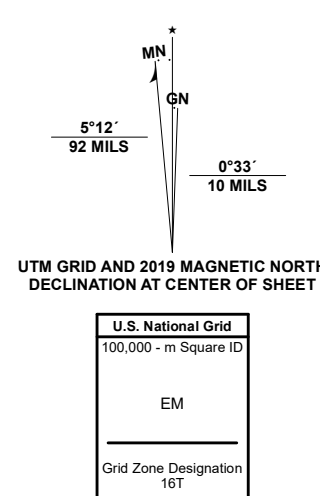 ★
MN
GN
5°12´
92 MILS
0°33´
10 MILS
UTM GRID AND 2019 MAGNETIC NORTH
DECLINATION AT CENTER OF SHEET
U.S. National Grid
100,000 - m Square ID
EM
Grid Zone Designation
16T